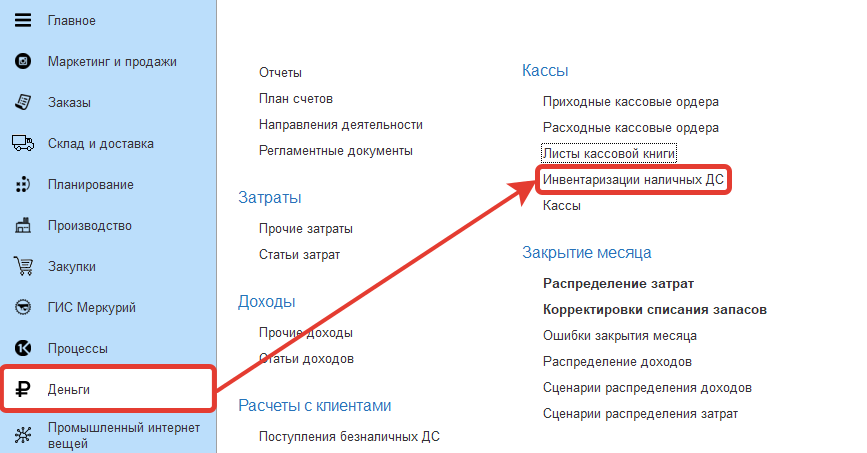 Главное
Маркетинг и продажи
Заказы
Склад и доставка
Планирование
Производство
Закупки
ГИС Меркурий
Процессы
Деньги
Промышленный интернет
вещей
Отчеты
План счетов
Направления деятельности
Регламентные документы
Затраты
Прочие затраты
Статьи затрат
Доходы
Прочие доходы
Статьи доходов
Расчеты с клиентами
Поступления безналичных ДС
Кассы
Приходные кассовые ордера
Расходные кассовые ордера
Листы кассовой книги
Инвентаризации наличных ДС
Кассы
Закрытие месяца
Распределение затрат
Корректировки списания запасов
Ошибки закрытия месяца
Распределение доходов
Сценарии распределения доходов
Сценарии распределения затрат